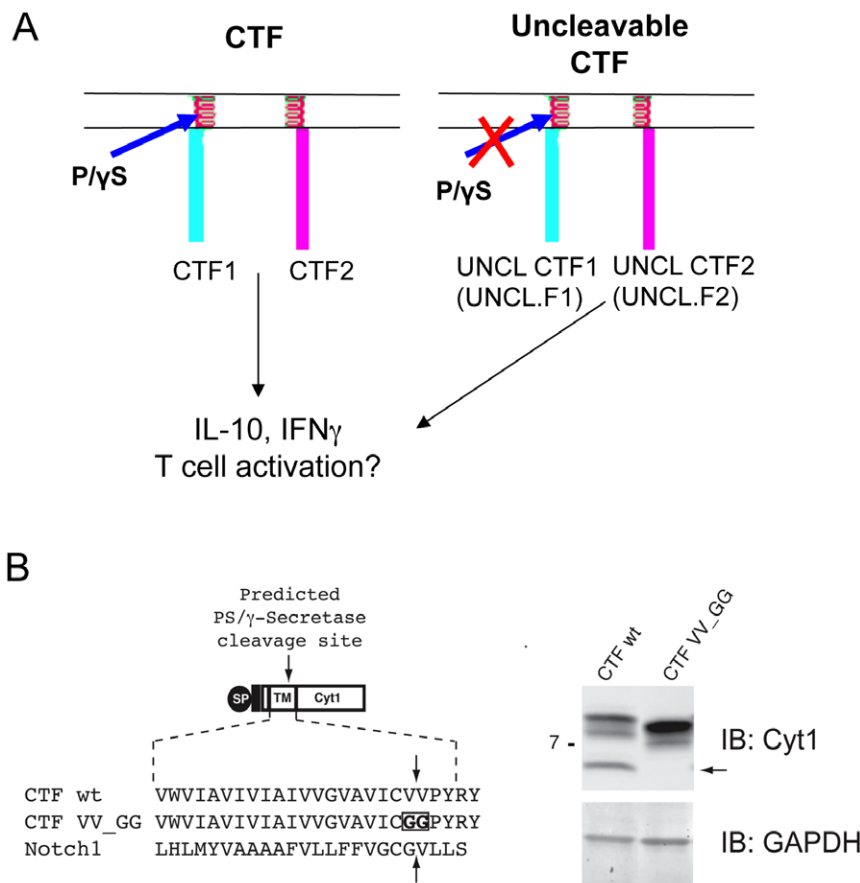 A
CTF
Uncleavable
CTF
P/γS
P/γS
CTF1
CTF2
UNCL CTF1
(UNCL.F1)
UNCL CTF2
(UNCL.F2)
IL-10, IFNγ
T cell activation?
B
Predicted
PS/γ-Secretase
cleavage site
SP
TM
Cyt1
CTF wt VWVIAVIVIAIVVGVAVICVVPYRY
CTF VV_GG VWVIAVIVIAIVVGVAVICGGPYRY
Notch1 LHLMYVAAAAFVLLFFVGCGVLLS
CTF wt
CTF VV_GG
7
IB: Cyt1
IB: GAPDH